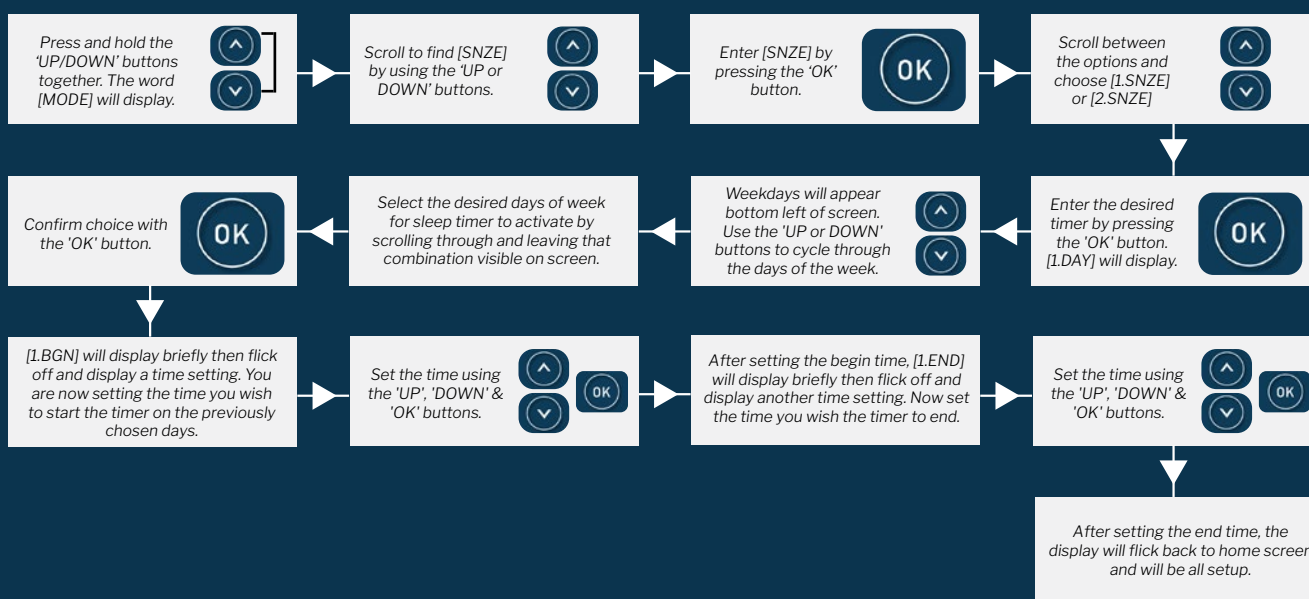 Press and hold the
‘UP/DOWN’ buttons
together. The word
[MODE] will display.
Scroll to find [SNZE]
by using the ‘UP or
DOWN’ buttons.
Enter [SNZE] by
pressing the ‘OK’
button.
OK
Scroll between
the options and
choose [1.SNZE]
or [2.SNZE]
Enter the desired
timer by pressing
the 'OK' button.
[1.DAY] will display.
OK
Weekdays will appear
bottom left of screen.
Use the 'UP or DOWN'
buttons to cycle through
the days of the week.
Select the desired days of week
for sleep timer to activate by
scrolling through and leaving that
combination visible on screen.
Confirm choice with
the 'OK' button.
OK
[1.BGN] will display briefly then flick
off and display a time setting. You
are now setting the time you wish
to start the timer on the previously
chosen days.
Set the time using
the 'UP', 'DOWN' &
'OK' buttons.
OK
After setting the begin time, [1.END]
will display briefly then flick off and
display another time setting. Now set
the time you wish the timer to end.
Set the time using
the 'UP', 'DOWN' &
'OK' buttons.
OK
After setting the end time, the
display will flick back to home screen
and will be all setup.